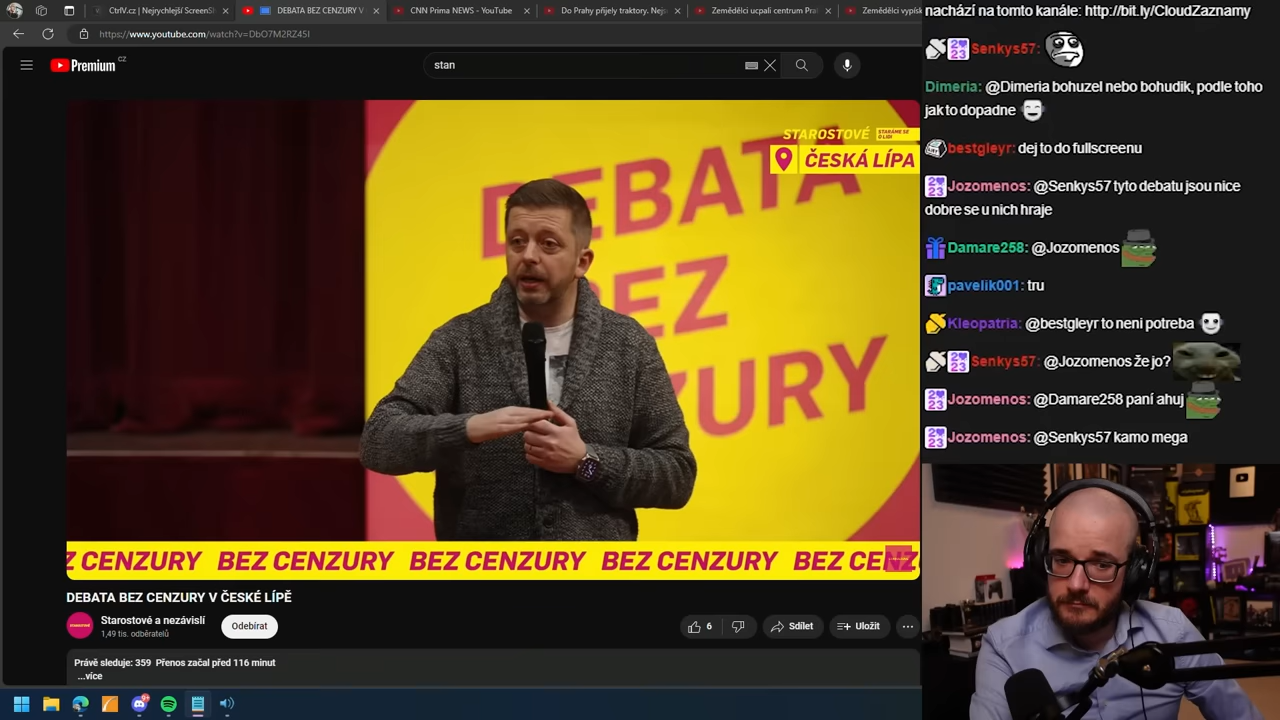 CtrlV.cz | Nejrychlejší ScreenSh
DEBATA BEZ CENZURY V
CNN Prima NEWS - YouTube
Do Prahy přijely traktory.
Zemědělci ucpali centrum Pra
Zemědělci
https://www.youtube.com/watch?v=DbO7M2RZ45I
Premium CZ
stan
STAROSTOVÉ
STARÁME SE
O LIDI
ČESKÁ LÍPA
DEBATA
BEZ
ZURY
Z CENZURY BEZ CENZURY BEZ CENZURY BEZ CENZURY BEZ CENZ
DEBATA BEZ CENZURY V ČESKÉ LÍPĚ
Starostové a nezávislí
1,49 tis. odběratelů
Odebírat
6
Sdílet
Uložit
Právě sleduje: 359 Přenos začal před 116 minut
...více
nachází na tomto kanále: http://bit.ly/CloudZaznamy
Senkys57:
Dimeria: @Dimeria bohuzel nebo bohudik, podle toho
jak to dopadne
bestgleyr: dej to do fullscreenu
Jozomenos: @Senkys57 tyto debatu jsou nice
dobre se u nich hraje
Damare258: @Jozomenos
pavelik001: tru
Kleopatria: @bestgleyr to neni potreba
Senkys57: @Jozomenos že jo?
Jozomenos: @Damare258 paní ahuj
Jozomenos: @Senkys57 kamo mega